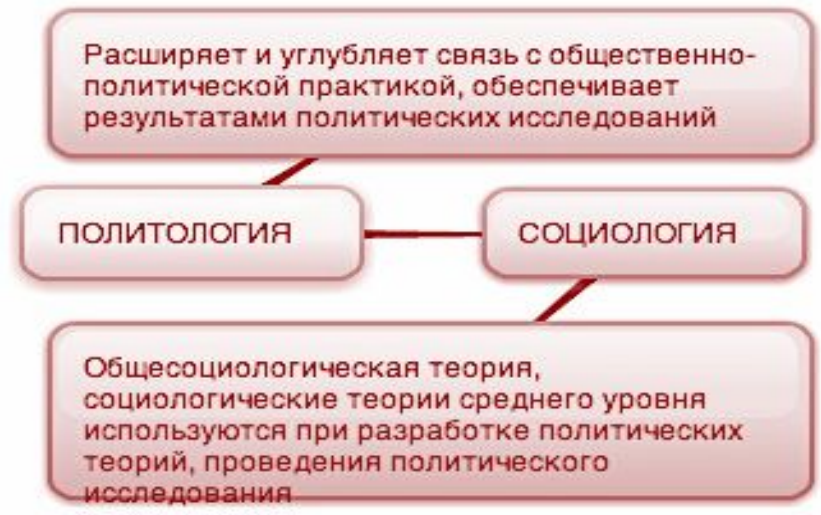 Расширяет и углубляет связь с общественно-
политической практикой, обеспечивает
результатами политических исследований
ПОЛИТОЛОГИЯ
СОЦИОЛОГИЯ
Общесоциологическая теория,
социологические теории среднего уровня
используются при разработке политических
теорий, проведения политического
исследования